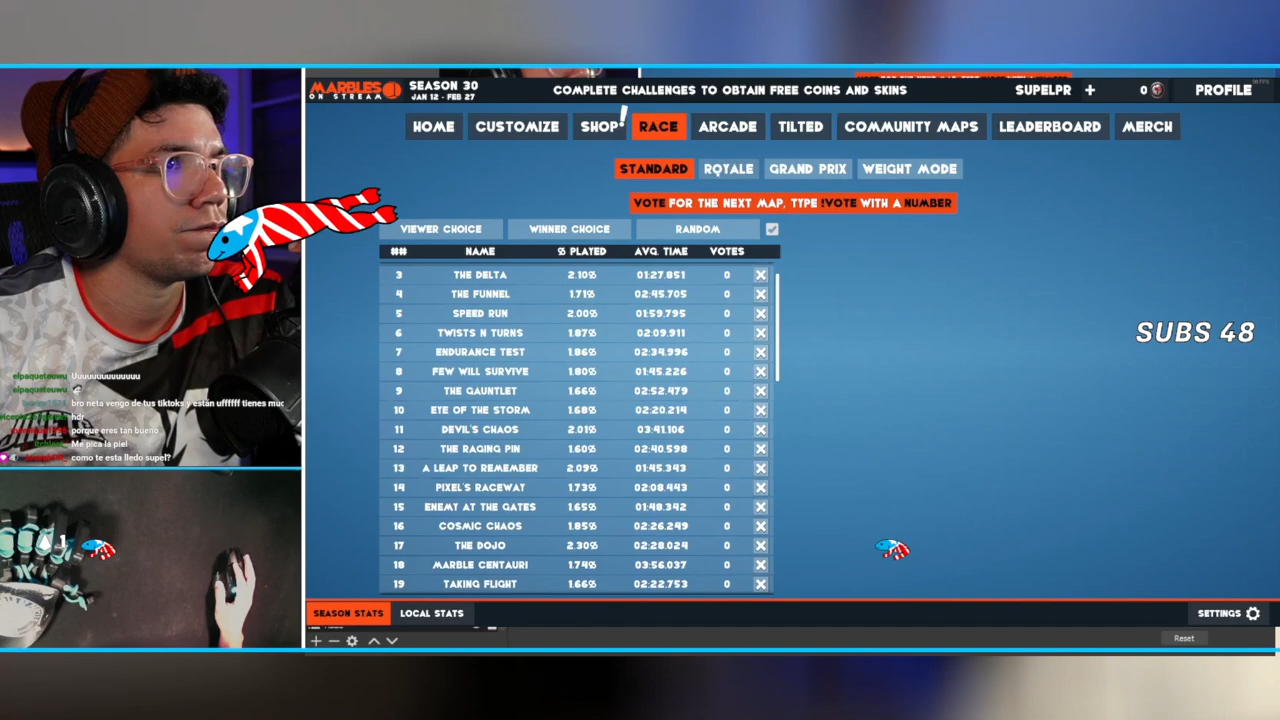 MARBLES ON STREAM
SEASON 30
JAN 12 - FEB 27
COMPLETE CHALLENGES TO OBTAIN FREE COINS AND SKINS
SUPELPR + 0 PROFILE
HOME CUSTOMIZE SHOP! RACE ARCADE TILTED COMMUNITY MAPS LEADERBOARD MERCH
STANDARD ROYALE GRAND PRIX WEIGHT MODE
VOTE FOR THE NEXT MAP, TYPE !VOTE WITH A NUMBER
VIEWER CHOICE WINNER CHOICE RANDOM
## NAME % PLAYED AVG. TIME VOTES
3 THE DELTA 2.10% 01:27.851 0 X
4 THE FUNNEL 1.71% 02:45.705 0 X
5 SPEED RUN 2.00% 01:59.795 0 X
6 TWISTS N TURNS 1.87% 02:09.911 0 X
7 ENDURANCE TEST 1.86% 02:34.996 0 X
8 FEW WILL SURVIVE 1.80% 01:45.226 0 X
9 THE GAUNTLET 1.66% 02:52.479 0 X
10 EYE OF THE STORM 1.68% 02:20.214 0 X
11 DEVIL'S CHAOS 2.01% 03:41.106 0 X
12 THE RAGING PIN 1.60% 02:40.598 0 X
13 A LEAP TO REMEMBER 2.09% 01:45.343 0 X
14 PIXEL'S RACEWAY 1.73% 02:08.443 0 X
15 ENEMY AT THE GATES 1.65% 01:48.342 0 X
16 COSMIC CHAOS 1.85% 02:26.249 0 X
17 THE DOJO 2.30% 02:28.024 0 X
18 MARBLE CENTAURI 1.74% 03:56.037 0 X
19 TAKING FLIGHT 1.66% 02:22.753 0 X
SUBS 48
SEASON STATS LOCAL STATS SETTINGS
Reset
elpaqueteuwu Uuuuuuuuuuuuu
elpaqueteuwu
bro neta vengo de tus tiktoks y están uffffff tienes muc
hdr
porque eres tan bueno
Me pica la piel
como te esta lledo supel?
1